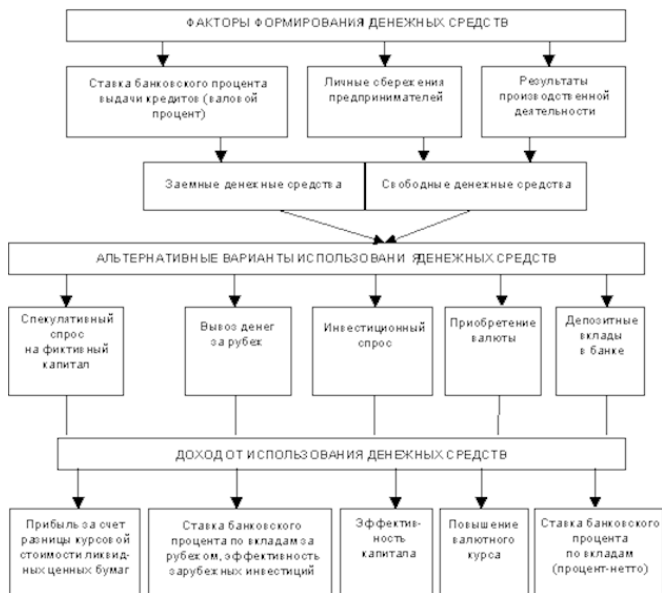 ФАКТОРЫ ФОРМИРОВАНИЯ ДЕНЕЖНЫХ СРЕДСТВ
Ставка банковского процента
выдачи кредитов (валовой
процент)
Личные сбережения
предпринимателей
Результаты
производственной
деятельности
Заемные денежные средства
Свободные денежные средства
АЛЬТЕРНАТИВНЫЕ ВАРИАНТЫ ИСПОЛЬЗОВАНИЯ ДЕНЕЖНЫХ СРЕДСТВ
Спекулятивный
спрос
на фиктивный
капитал
Вывоз денег
за рубеж
Инвестиционный
спрос
Приобретение
валюты
Депозитные
вклады
в банке
ДОХОД ОТ ИСПОЛЬЗОВАНИЯ ДЕНЕЖНЫХ СРЕДСТВ
Прибыль за счет
разницы курсовой
стоимости ликвид-
ных ценных бумаг
Ставка банковского
процента по вкладам за
рубежом, эффективность
зарубежных инвестиций
Эффектив-
ность
капитала
Повышение
валютного
курса
Ставка банковского
процента
по вкладам
(процент-нетто)